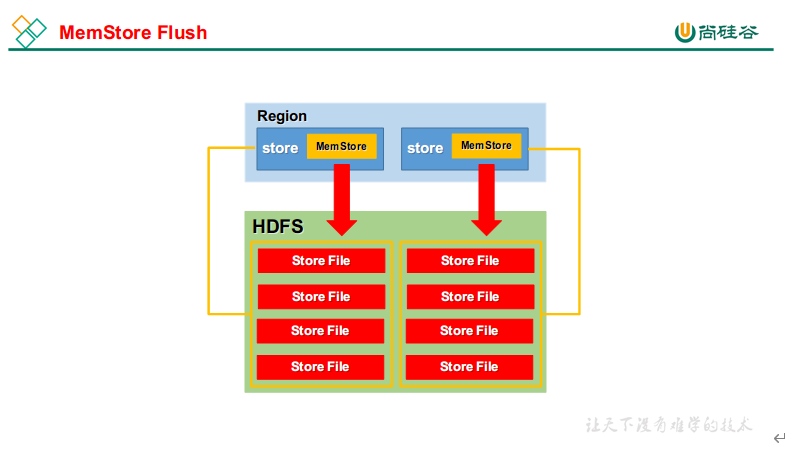 MemStore Flush
尚硅谷
Region
store
MemStore
store
MemStore
HDFS
Store File
Store File
Store File
Store File
Store File
Store File
Store File
Store File
让天下没有难学的技术